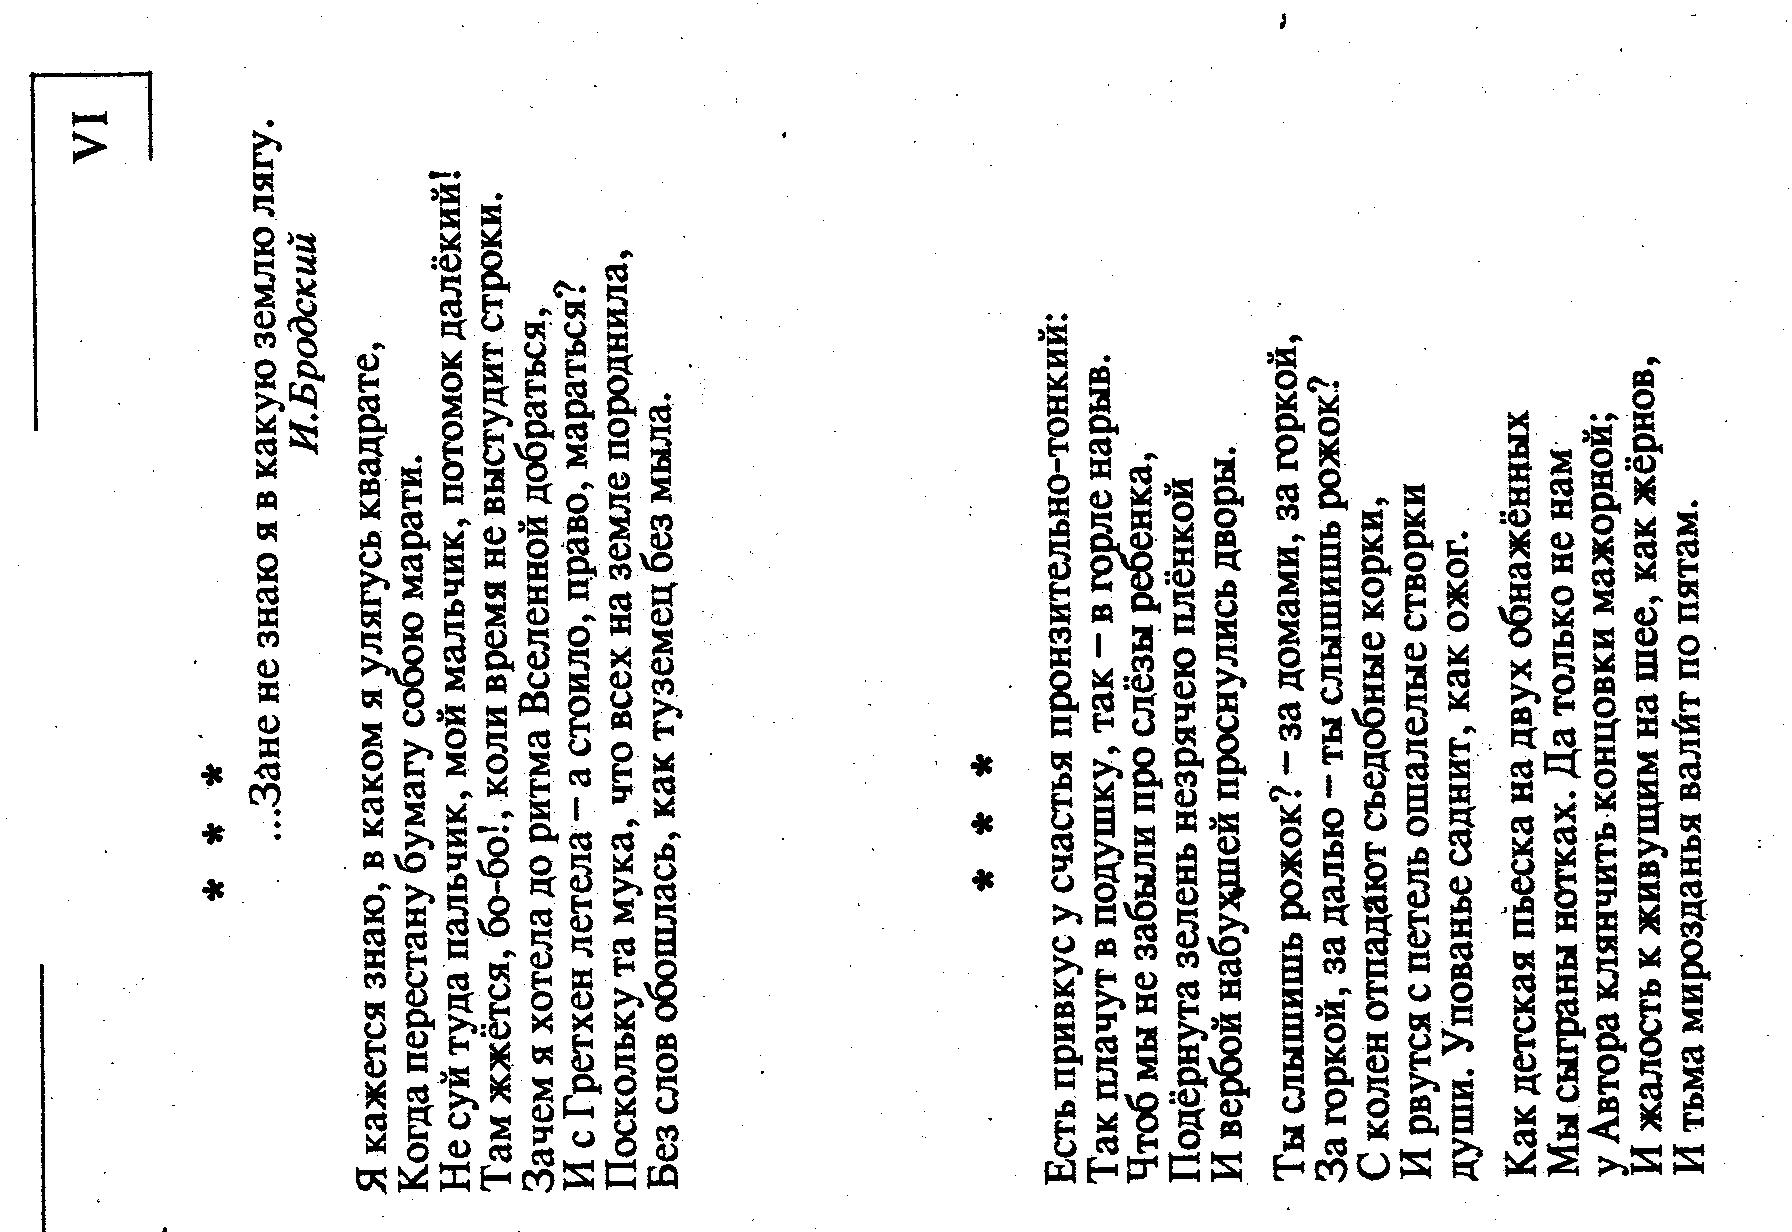 VI
* * *
...Зане не знаю я в какую землю лягу.
И.Бродский
Я кажется знаю, в каком я улягусь квадрате,
Когда перестану бумагу собою марати.
Не суй туда пальчик, мой мальчик, потомок далёкий!
Там жжётся, бо-бо!, коли время не выстудит строки.
Зачем я хотела до ритма Вселенной добраться,
И с Гретхен летела – а стоило, право, мараться?
Поскольку та мука, что всех на земле породнила,
Без слов обошлась, как туземец без мыла.
* * *
Есть привкус у счастья пронзительно-тонкий:
Так плачут в подушку, так – в горле нарыв.
Чтоб мы не забыли про слёзы ребенка,
Подёрнута зелень незрячею плёнкой
И вербой набухшей проснулись дворы.
Ты слышишь рожок? – за домами, за горкой,
За горкой, за далью – ты слышишь рожок?
С колен отпадают съедобные корки,
И рвутся с петель ошалелые створки
души. Упованье саднит, как ожог.
Как детская пьеска на двух обнажённых
Мы сыграны нотках. Да только не нам
у Автора клянчить концовки мажорной;
И жалость к живущим на шее, как жёрнов,
И тьма мирозданья валит по пятам.